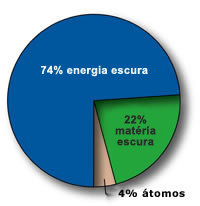 74% energia escura
22%
matéria
escura
4% átomos